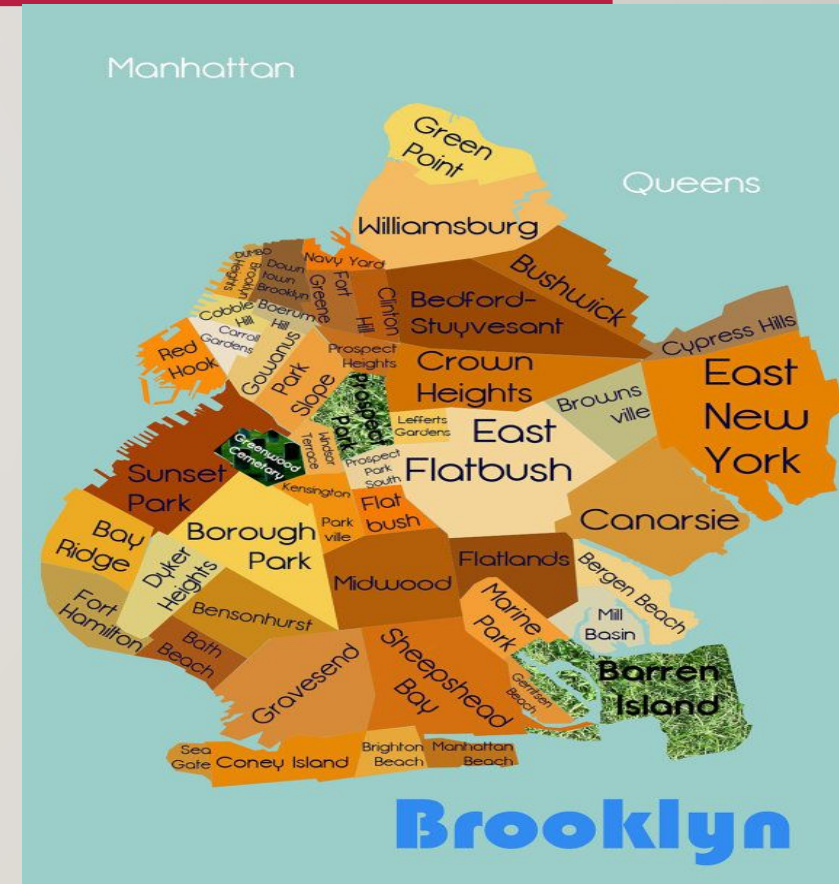 Manhattan
Green
Point
Queens
Williamsburg
Bushwick
DUMBO
Brooklyn
Heights
Down
town
Brooklyn
Navy Yard
Fort
Greene
Clinton
Hill
Bedford-
Stuyvesant
Cypress Hills
Cobble
Hill
Boerum
Hill
Carroll
Gardens
Red
Hook
Gowanus
Park
Slope
Prospect
Heights
Prospect
Park
Crown
Heights
Browns
ville
East
New
York
Lefferts
Gardens
East
Flatbush
Greenwood
Cemetary
Windsor
Terrace
Prospect
Park
South
Sunset
Park
Kensington
Flat
bush
Canarsie
Bay
Ridge
Borough
Park
Park
ville
Dyker
Heights
Midwood
Flatlands
Bergen Beach
Fort
Hamilton
Bensonhurst
Marine
Park
Mill
Basin
Bath
Beach
Gravesend
Sheepshead
Bay
Gerritsen
Beach
Barren
Island
Sea
Gate
Coney Island
Brighton
Beach
Manhattan
Beach
Brooklyn